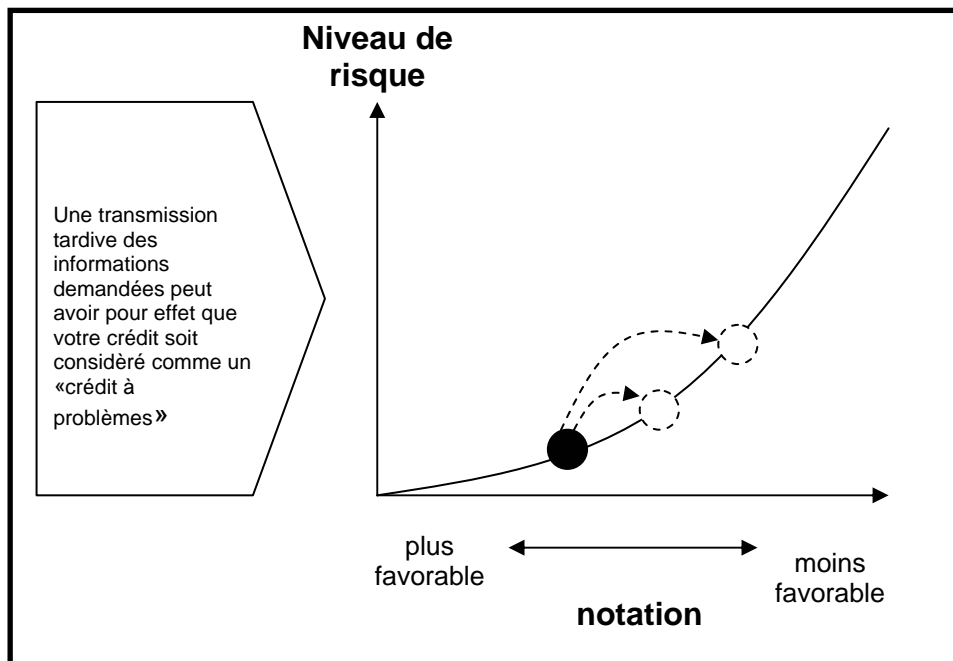 Niveau de
risque
Une transmission
tardive des
informations
demandées peut
avoir pour effet que
votre crédit soit
considèré comme un
«crédit à
problèmes»
plus
favorable
moins
favorable
notation